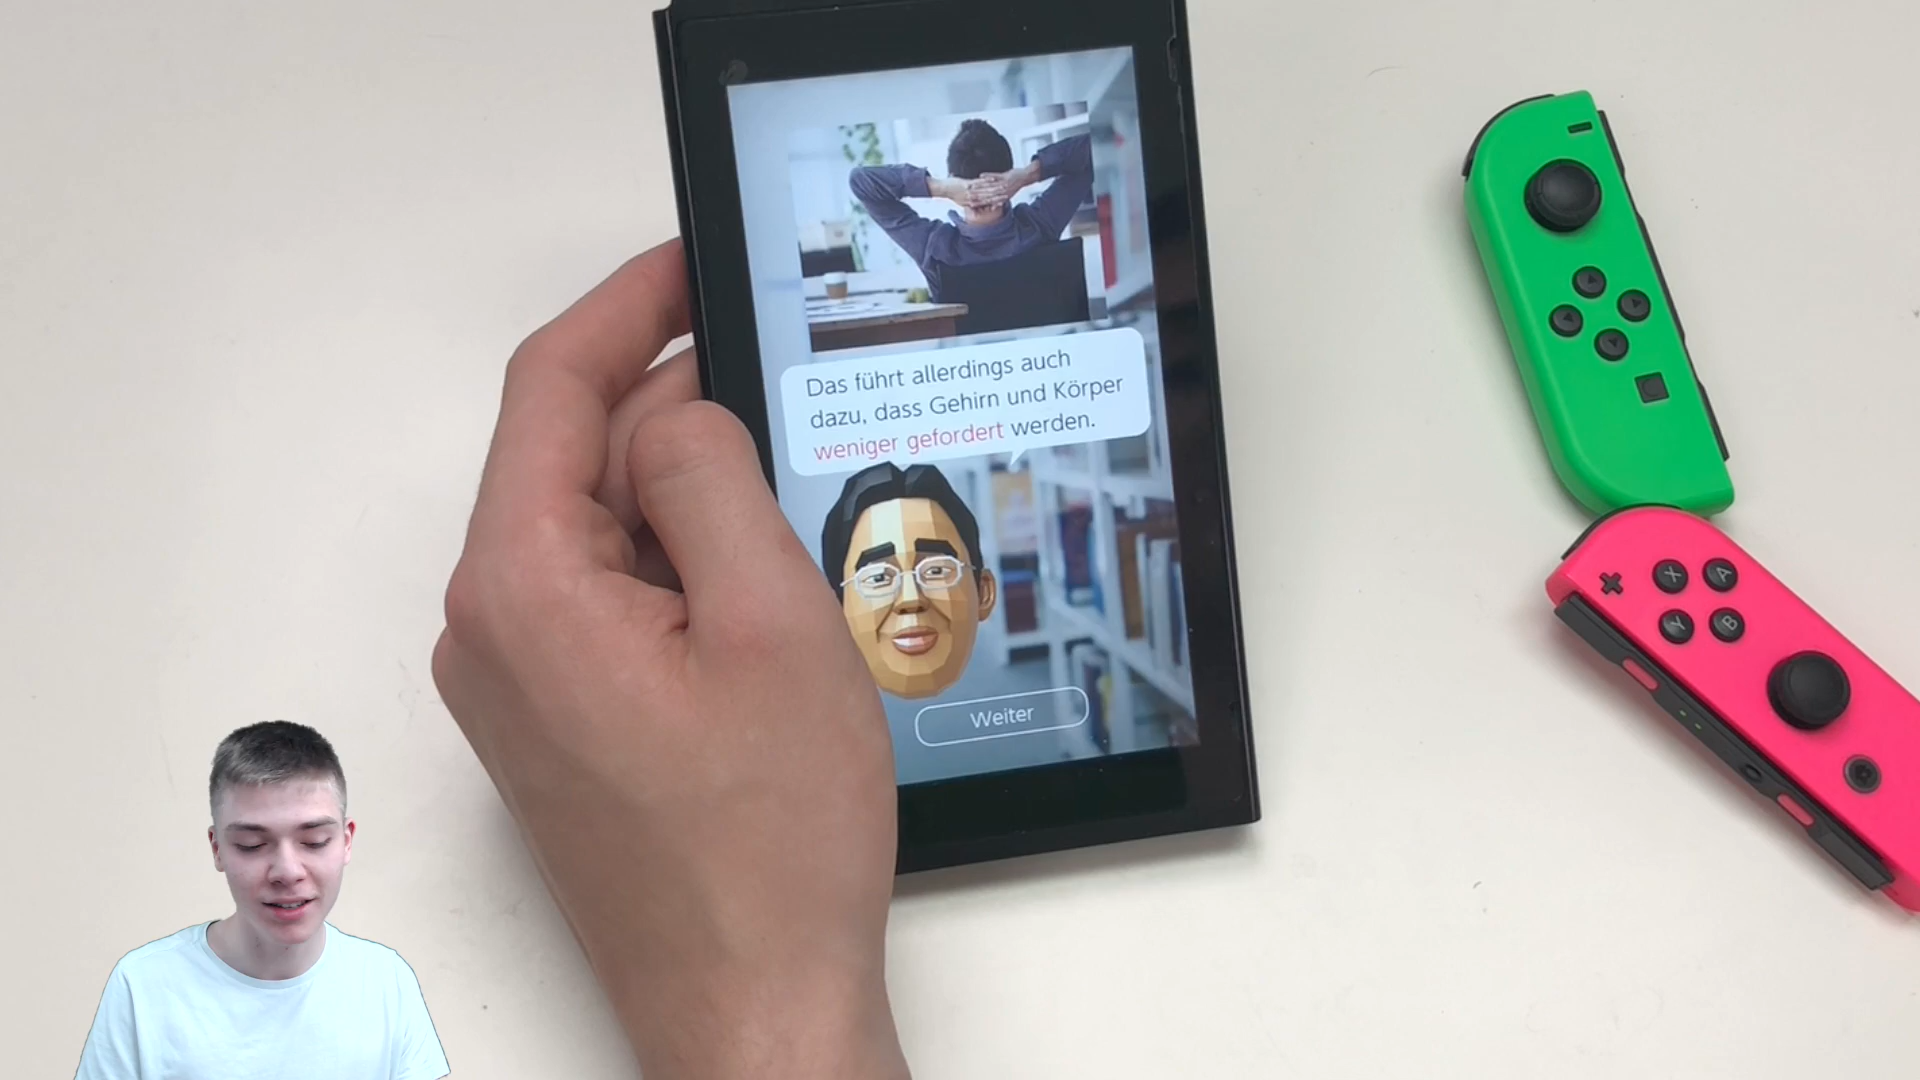 Das führt allerdings auch
dazu, dass Gehirn und Körper
weniger gefordert werden.
Weiter
X
A
Y
B